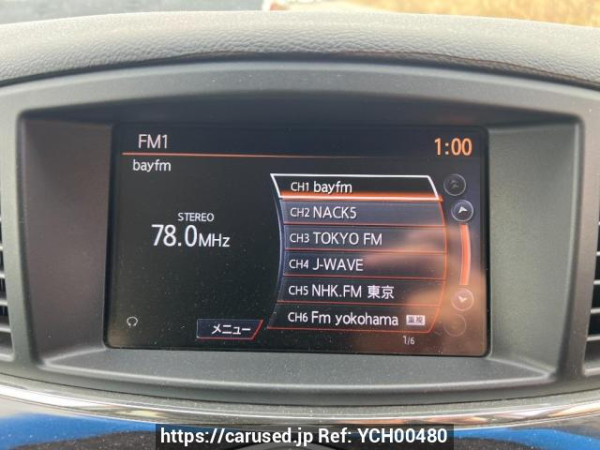 FM1
1:00
bayfm
STEREO
78.0MHz
CH1 bayfm
CH2 NACK5
CH3 TOKYO FM
CH4 J-WAVE
CH5 NHK.FM 東京
CH6 Fm yokohama
メニュー
1/6
https://carused.jp Ref: YCH00480